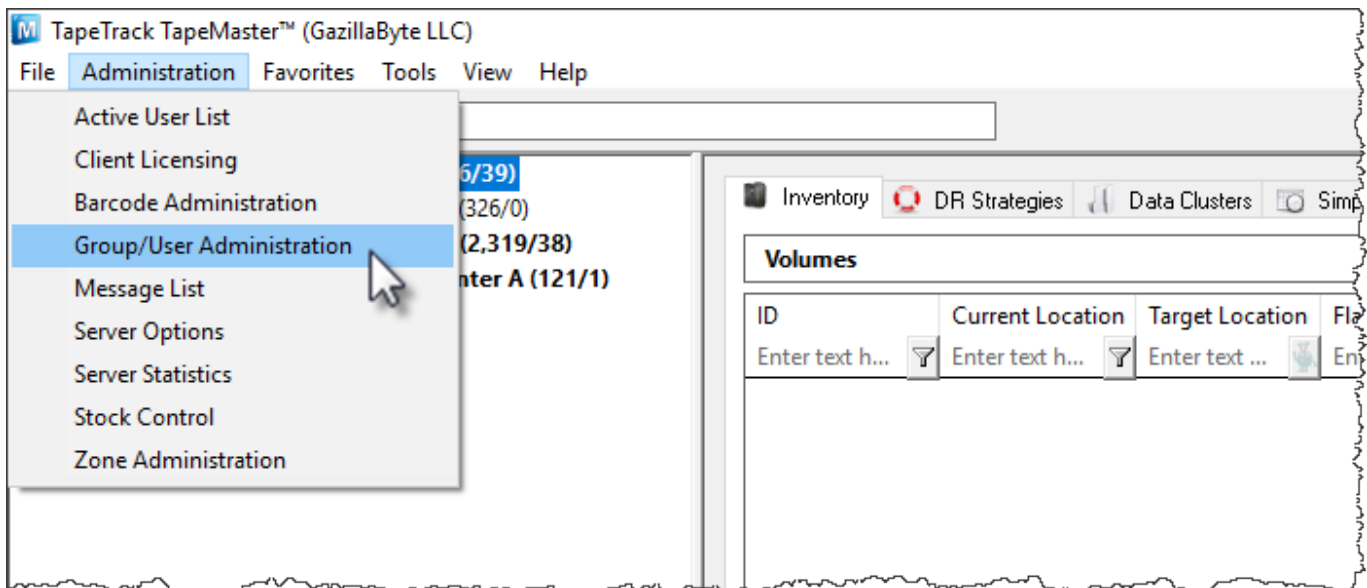 TapeTrack TapeMaster™ (GazillaByte LLC)
File Administration Favorites Tools View Help
Active User List
Client Licensing
Barcode Administration
Group/User Administration
Message List
Server Options
Server Statistics
Stock Control
Zone Administration
6/39)
(326/0)
(2,319/38)
nter A (121/1)
Inventory DR Strategies Data Clusters Simp
Volumes
ID Current Location Target Location Fla
Enter text h... Enter text h... Enter text ... En